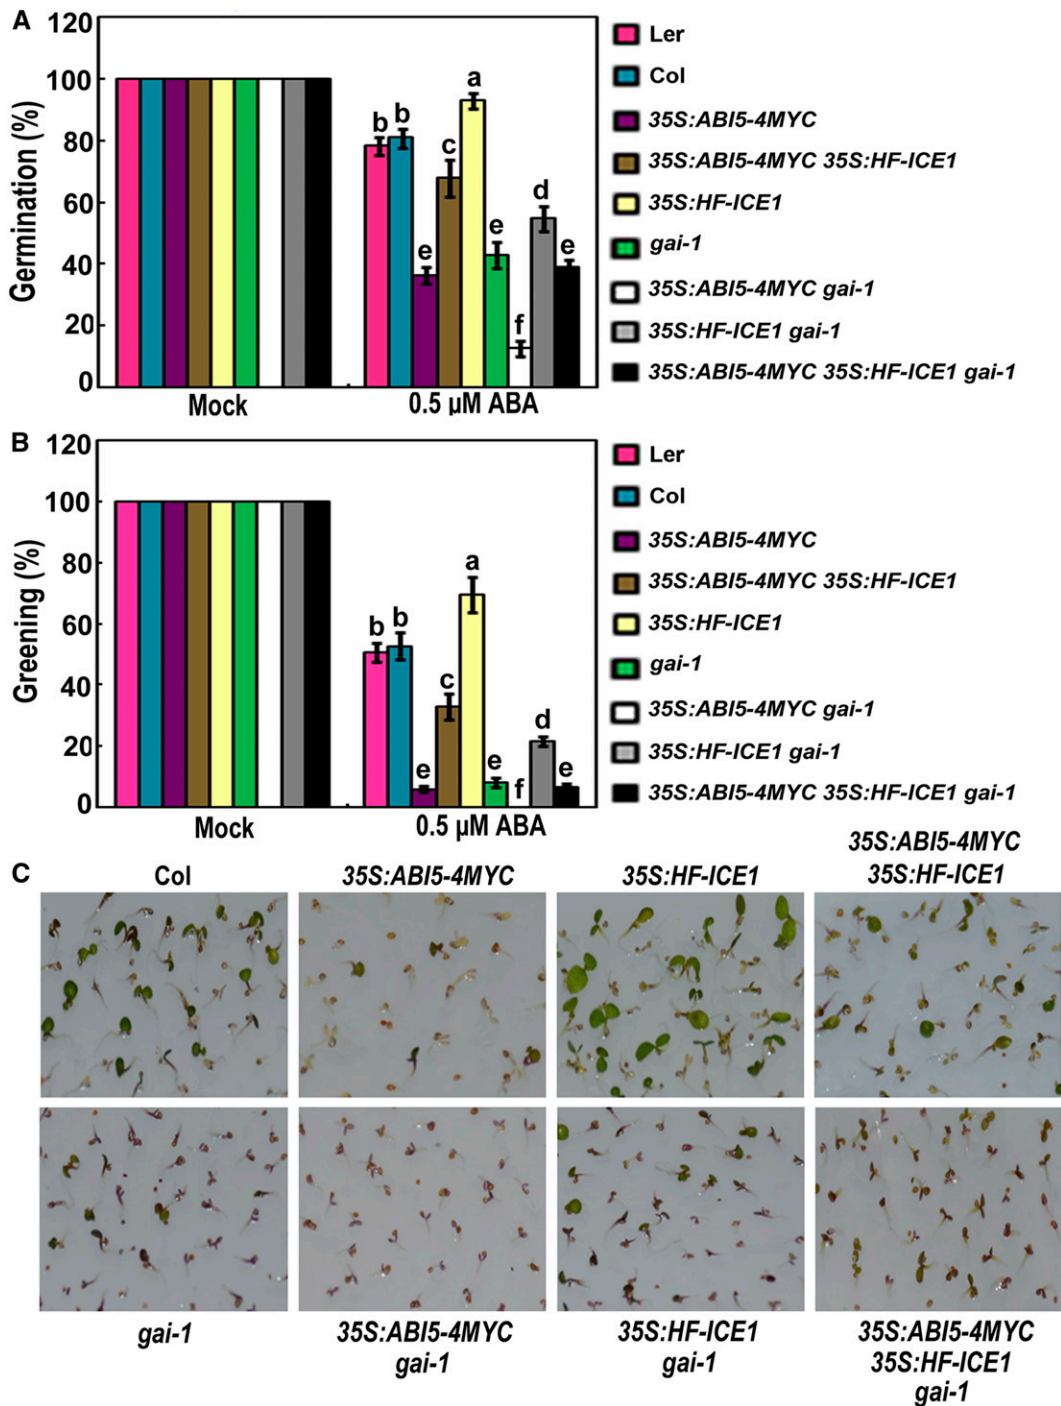 A
Germination (%)
120
100
80
60
40
20
0
b
b
e
c
a
e
f
d
e
Mock
0.5 µM ABA
Ler
Col
35S:ABI5-4MYC
35S:ABI5-4MYC 35S:HF-ICE1
35S:HF-ICE1
gai-1
35S:ABI5-4MYC gai-1
35S:HF-ICE1 gai-1
35S:ABI5-4MYC 35S:HF-ICE1 gai-1
B
Greening (%)
120
100
80
60
40
20
0
b
b
e
c
a
e
f
d
e
Mock
0.5 µM ABA
Ler
Col
35S:ABI5-4MYC
35S:ABI5-4MYC 35S:HF-ICE1
35S:HF-ICE1
gai-1
35S:ABI5-4MYC gai-1
35S:HF-ICE1 gai-1
35S:ABI5-4MYC 35S:HF-ICE1 gai-1
C
Col
35S:ABI5-4MYC
35S:HF-ICE1
35S:ABI5-4MYC
35S:HF-ICE1
gai-1
35S:ABI5-4MYC
gai-1
35S:HF-ICE1
gai-1
35S:ABI5-4MYC
35S:HF-ICE1
gai-1